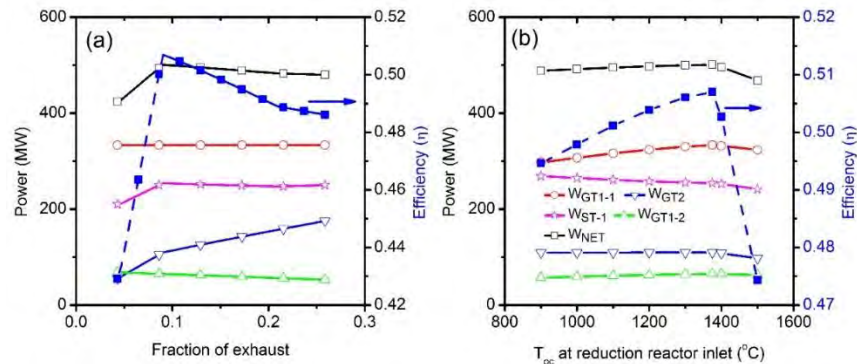 (a)
600
400
200
0
Power (MW)
0.0
0.1
0.2
0.3
Fraction of exhaust
0.52
0.50
0.48
0.46
0.44
0.42
Efficiency (η)
(b)
600
400
200
0
Power (MW)
W_GT1-1
W_GT2
W_ST-1
W_GT1-2
W_NET
800
1000
1200
1400
1600
T_oc at reduction reactor inlet (°C)
0.52
0.51
0.50
0.49
0.48
0.47
Efficiency (η)